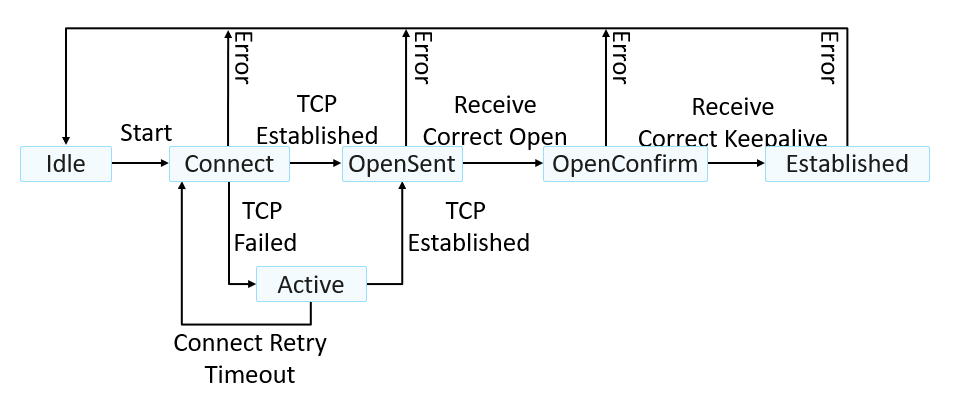 Error
Error
Error
Error
TCP
Established
Receive
Correct Open
Receive
Correct Keepalive
Start
Idle
Connect
OpenSent
OpenConfirm
Established
TCP
Failed
TCP
Established
Active
Connect Retry
Timeout